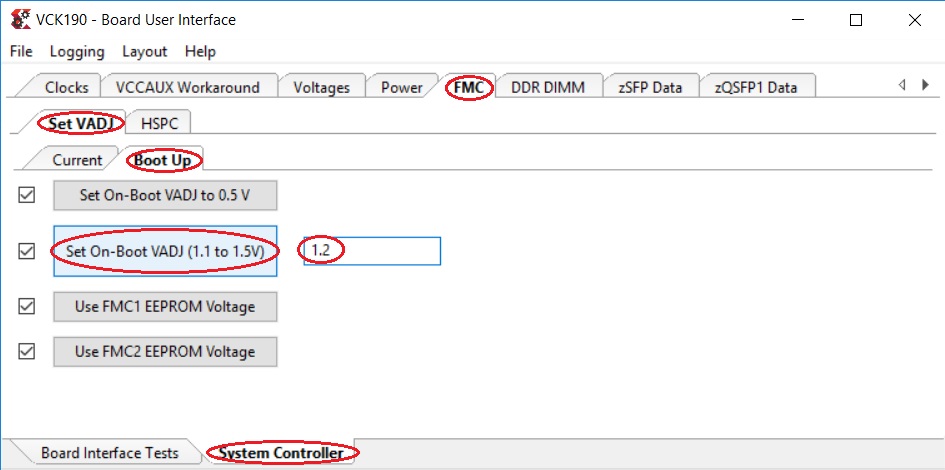 VCK190 - Board User Interface
File Logging Layout Help
Clocks VCCAUX Workaround Voltages Power FMC DDR DIMM zSFP Data zQSFP1 Data
Set VADJ HSPC
Current Boot Up
Set On-Boot VADJ to 0.5 V
Set On-Boot VADJ (1.1 to 1.5V) 1.2
Use FMC1 EEPROM Voltage
Use FMC2 EEPROM Voltage
Board Interface Tests System Controller